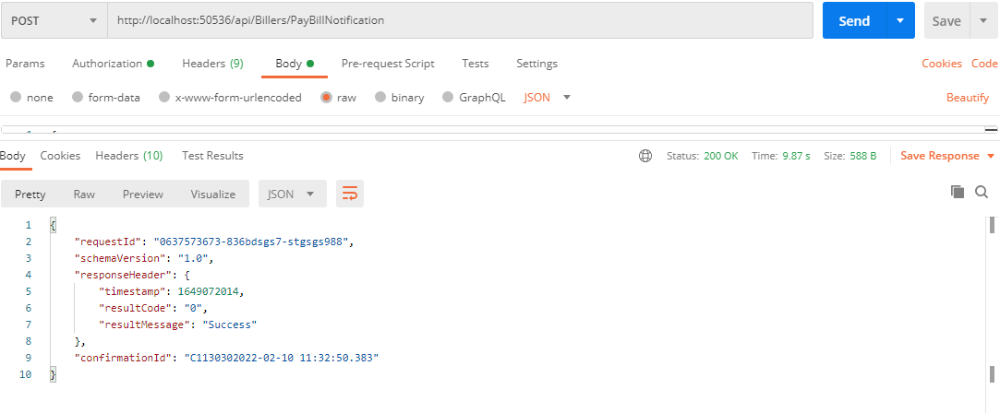 POST http://localhost:50536/api/Billers/PayBillNotification Send Save
Params Authorization Headers (9) Body Pre-request Script Tests Settings Cookies Code
none form-data x-www-form-urlencoded raw binary GraphQL JSON Beautify
Body Cookies Headers (10) Test Results Status: 200 OK Time: 9.87 s Size: 588 B Save Response
Pretty Raw Preview Visualize JSON
1 {
2 "requestId": "0637573673-836bdsgs7-stgsgs988",
3 "schemaVersion": "1.0",
4 "responseHeader": {
5 "timestamp": 1649072014,
6 "resultCode": "0",
7 "resultMessage": "Success"
8 },
9 "confirmationId": "C1130302022-02-10 11:32:50.383"
10 }